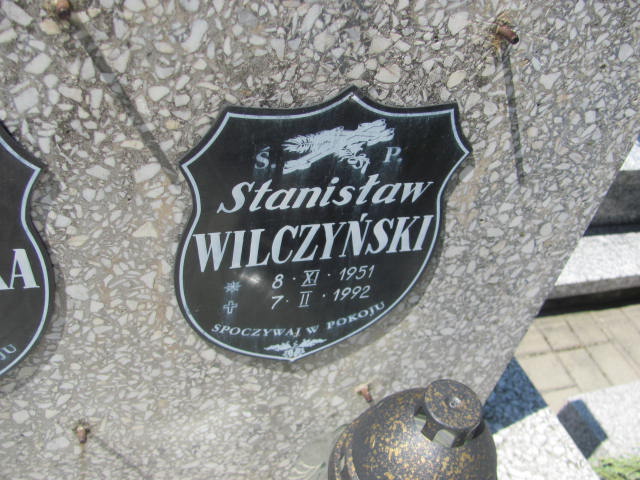 Ś. P.
Stanisław
WILCZYŃSKI
8 · XI · 1951
7 · II · 1992
SPOCZYWAJ W POKOJU